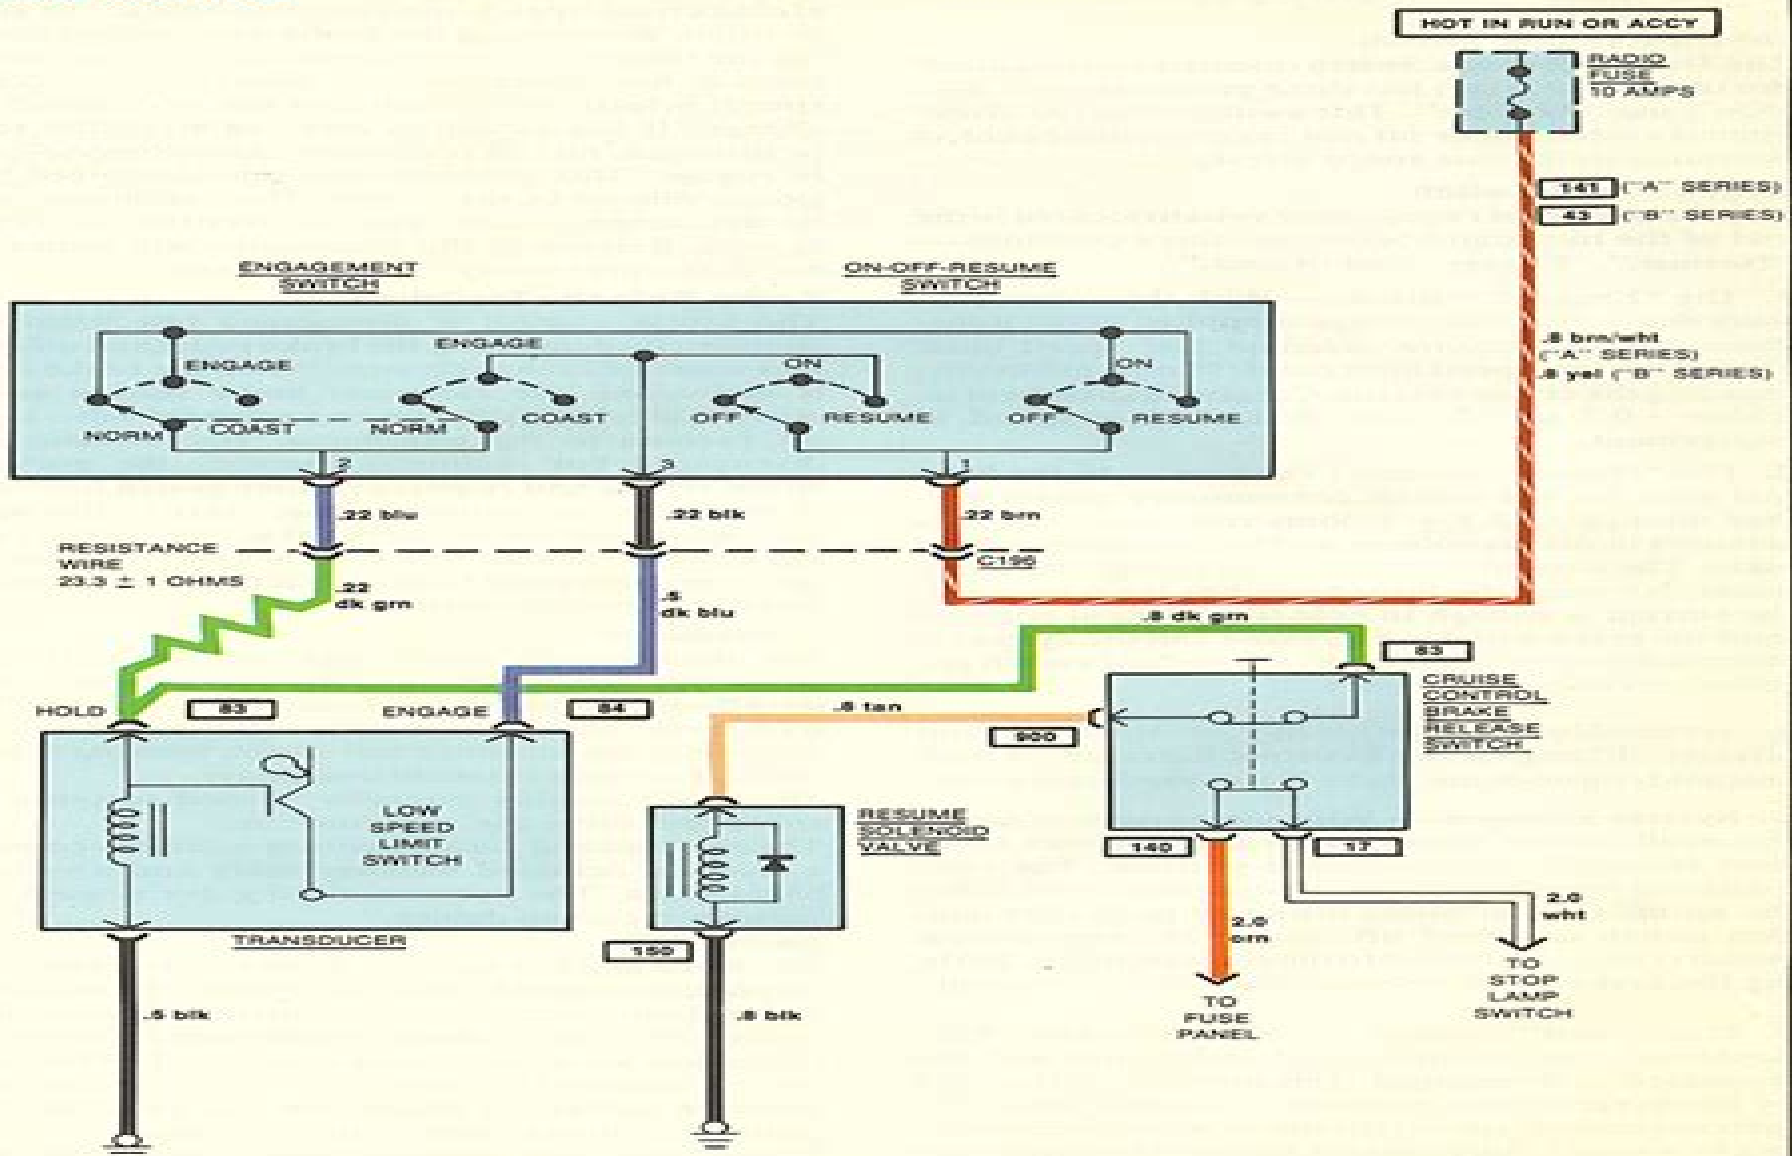 HOT IN RUN OR ACCY
RADIO
FUSE
10 AMPS
141 ("A" SERIES)
43 ("B" SERIES)
.8 brn/wht
("A" SERIES)
.8 yel ("B" SERIES)
ENGAGEMENT
SWITCH
ON-OFF-RESUME
SWITCH
ENGAGE
ENGAGE
ON
ON
NORM
COAST
NORM
COAST
OFF
RESUME
OFF
RESUME
2
3
1
.22 blu
.22 blk
.22 brn
RESISTANCE
WIRE
23.3 ± 1 OHMS
.22
dk grn
.5
dk blu
.8 dk grn
HOLD
83
ENGAGE
84
.8 tan
900
83
CRUISE
CONTROL
BRAKE
RELEASE
SWITCH
LOW
SPEED
LIMIT
SWITCH
TRANSDUCER
RESUME
SOLENOID
VALVE
140
17
150
2.0
orn
2.0
wht
.5 blk
.8 blk
TO
FUSE
PANEL
TO
STOP
LAMP
SWITCH